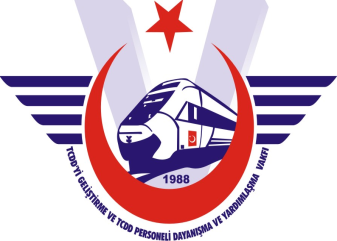 1988
TCDD'Yİ GELİŞTİRME VE TCDD PERSONELİ DAYANIŞMA VE YARDIMLAŞMA VAKFI